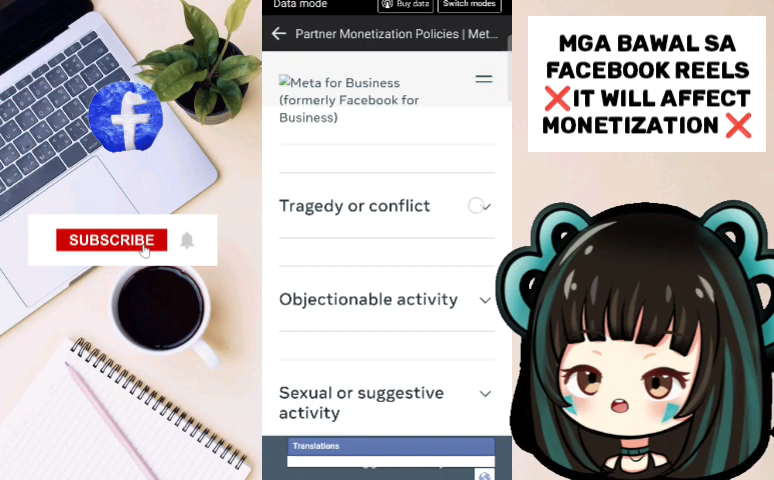 Data mode
Buy data
Switch modes
Partner Monetization Policies | Met...
Meta for Business
(formerly Facebook for
Business)
Tragedy or conflict
Objectionable activity
Sexual or suggestive
activity
Translations
SUBSCRIBE
MGA BAWAL SA
FACEBOOK REELS
❌IT WILL AFFECT
MONETIZATION ❌